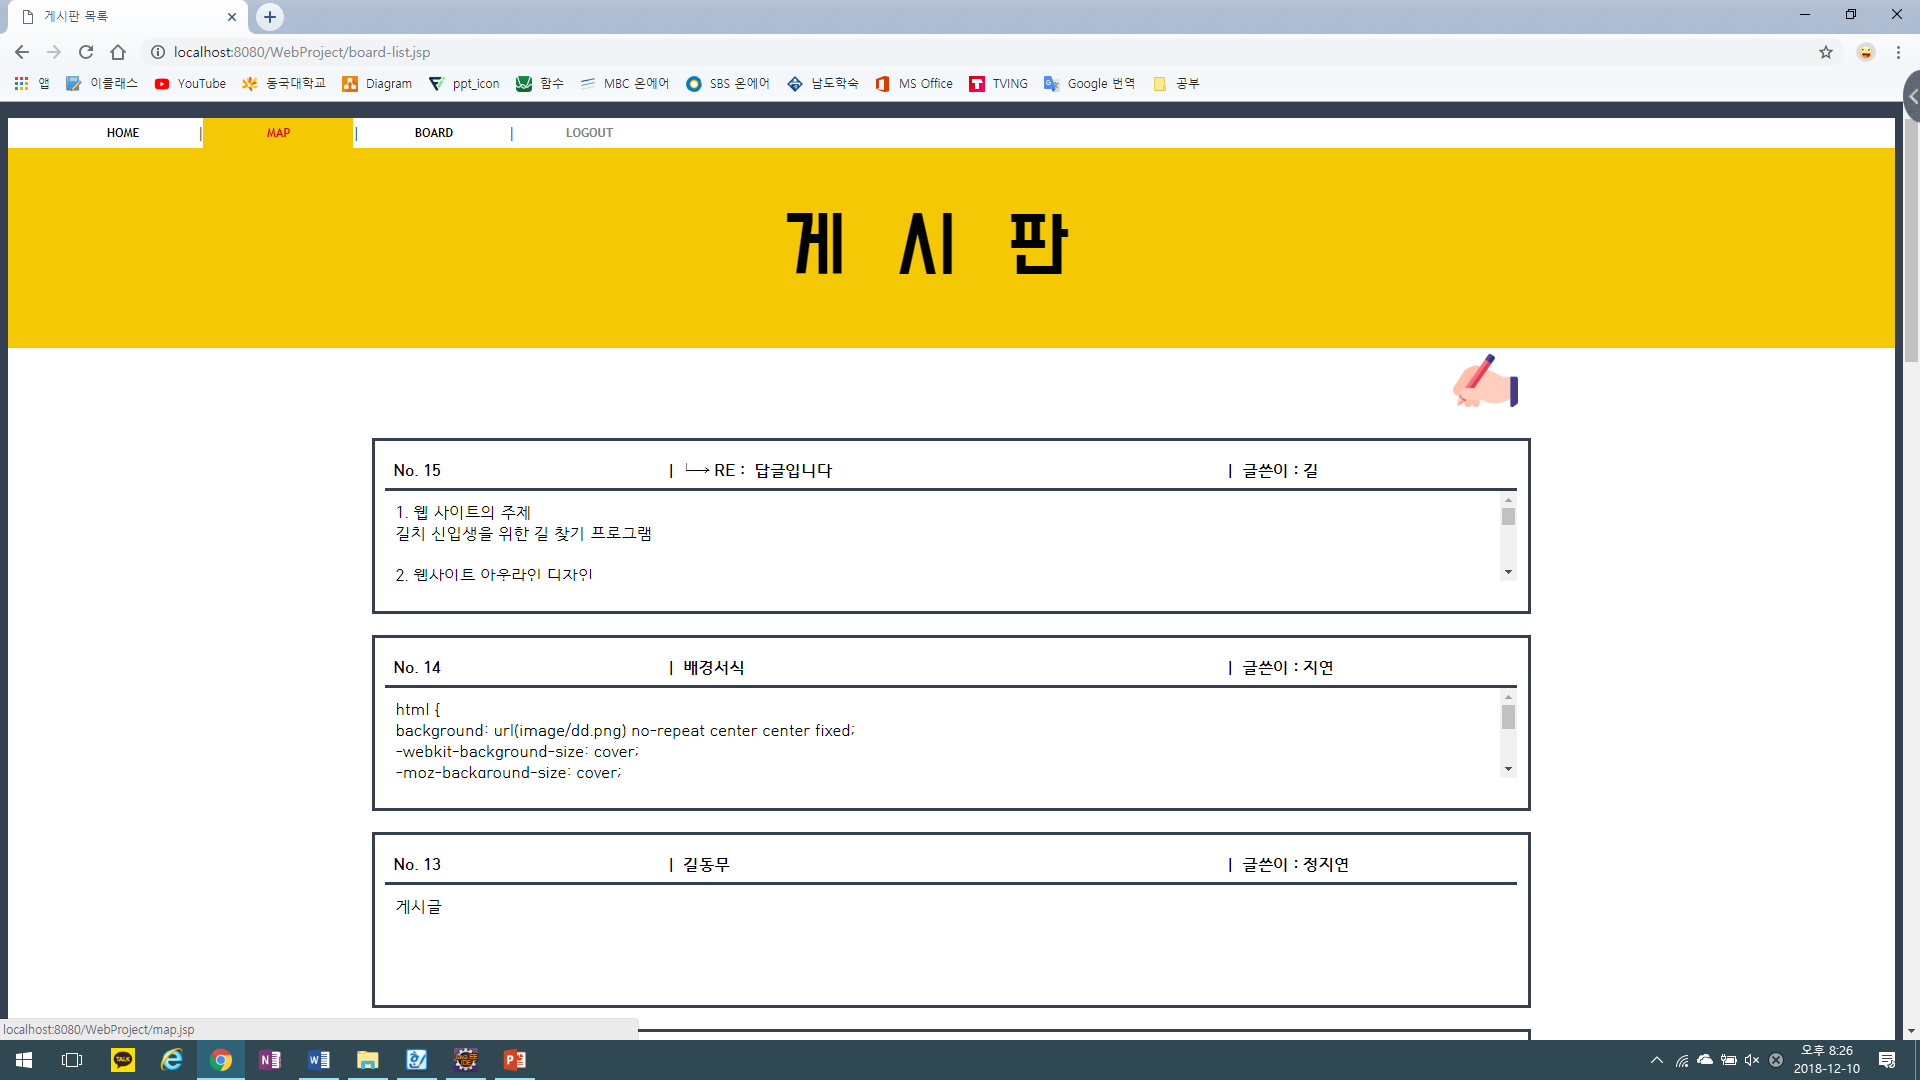 게시판 목록
localhost:8080/WebProject/board-list.jsp
앱 이클래스 YouTube 동국대학교 Diagram ppt_icon 함수 MBC 온에어 SBS 온에어 남도학숙 MS Office TVING Google 번역 공부
HOME | MAP | BOARD | LOGOUT
게 시 판
No. 15 | RE : 답글입니다 | 글쓴이 : 길
1. 웹 사이트의 주제
길치 신입생을 위한 길 찾기 프로그램
2. 웹사이트 아우라인 디자인
No. 14 | 배경서식 | 글쓴이 : 지연
html {
background: url(image/dd.png) no-repeat center center fixed;
-webkit-background-size: cover;
-moz-background-size: cover;
No. 13 | 길동무 | 글쓴이 : 정지연
게시글
localhost:8080/WebProject/map.jsp
오후 8:26
2018-12-10